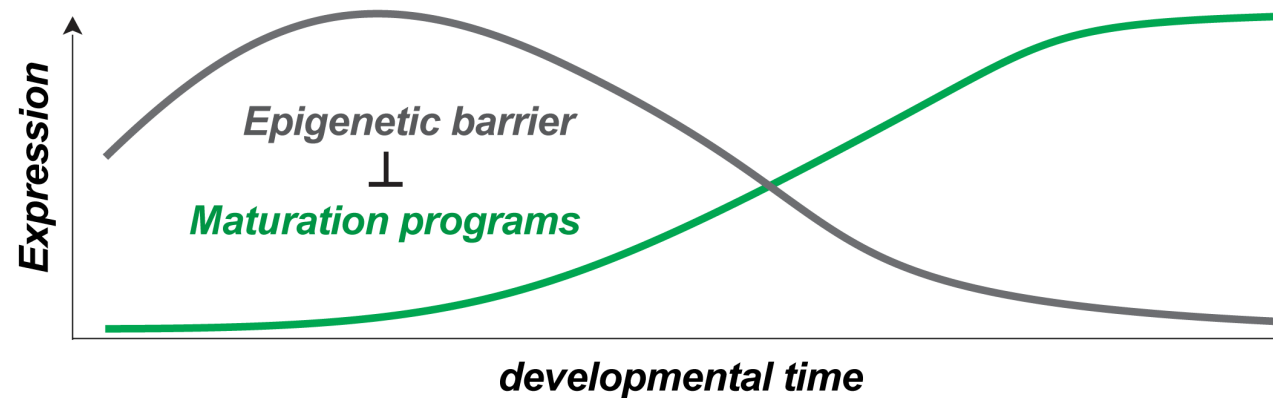 Expression
Epigenetic barrier
Maturation programs
developmental time